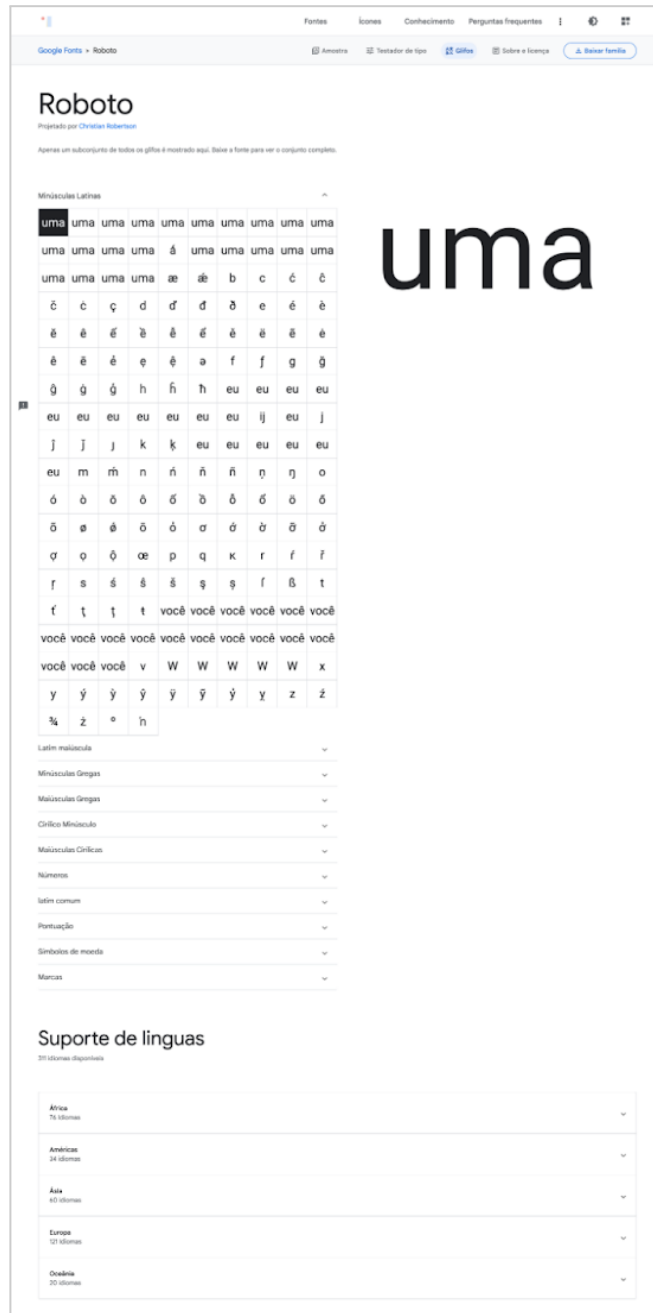 Fontes Ícones Conhecimento Perguntas frequentes
Google Fonts > Roboto Amostra Testador de tipo Glifos Sobre e licença Baixar família
Roboto
Projetado por Christian Robertson
Apenas um subconjunto de todos os glifos é mostrado aqui. Baixe a fonte para ver o conjunto completo.
Minúsculas Latinas
uma uma uma uma uma uma uma uma uma uma
uma
uma uma uma uma á uma uma uma uma uma
uma uma uma uma æ ǽ b c ć ĉ
č ċ ç d ď đ ð e é è
ě ê ế ề ể ễ ë
ē ẻ ę ệ ə f ƒ g ğ
ĝ ġ h ĥ ħ eu eu eu eu
eu eu eu eu eu eu eu ij eu j
ĵ k ķ eu eu eu eu eu
eu m n ń ň ñ ņ ŋ o
ó ò ô ố ồ ổ ö
õ ø ǿ ơ ớ ờ ỡ ở
ợ ọ ộ œ p q ĸ r ŕ ř
ŗ s ś ŝ š ş ș ſ ß t
ť ţ ț ŧ você você você você você você
você você você você você você você você você você
você você você v W W W W W x
y ý ỳ ŷ ÿ ỹ ỷ ỵ z ź
¾ ż º ŉ
Latim maiúscula
Minúsculas Gregas
Maiúsculas Gregas
Cirílico Minúsculo
Maiúsculas Cirílicas
Números
latim comum
Pontuação
Símbolos de moeda
Marcas
Suporte de linguas
311 idiomas disponíveis
África
76 idiomas
Américas
34 idiomas
Ásia
60 idiomas
Europa
121 idiomas
Oceânia
20 idiomas